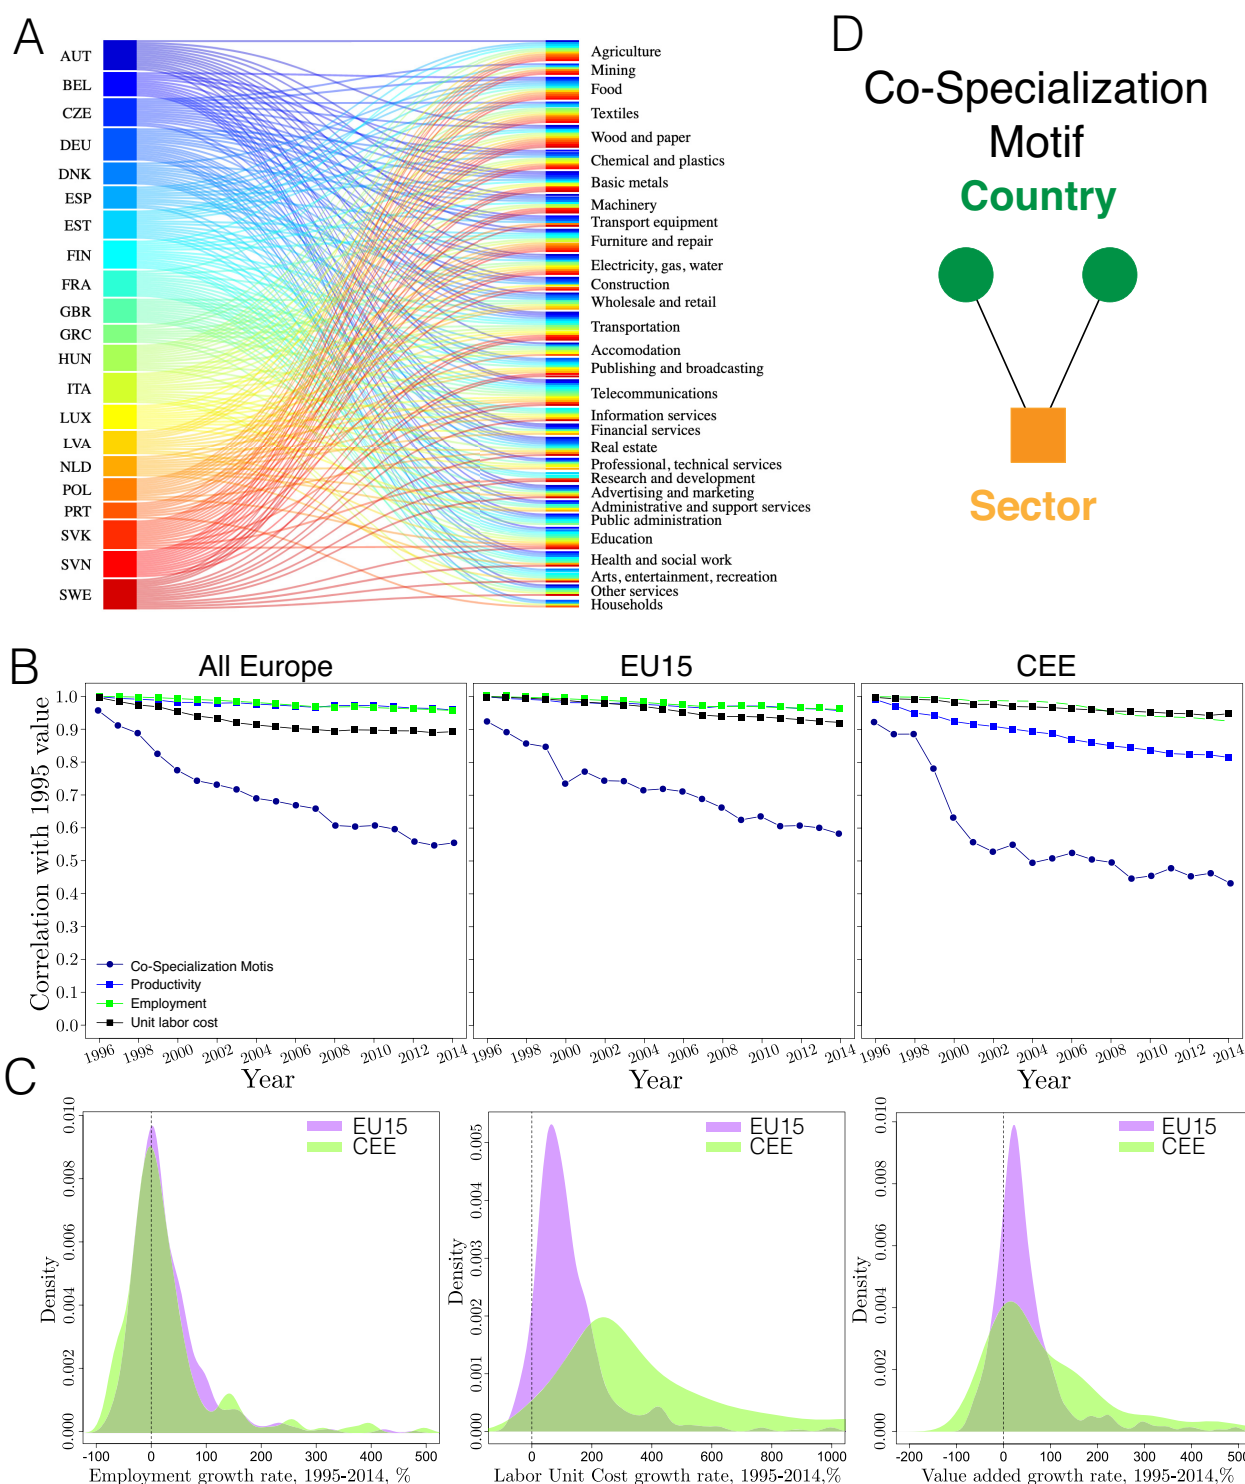 A
AUT
BEL
CZE
DEU
DNK
ESP
EST
FIN
FRA
GBR
GRC
HUN
ITA
LUX
LVA
NLD
POL
PRT
SVK
SVN
SWE
Agriculture
Mining
Food
Textiles
Wood and paper
Chemical and plastics
Basic metals
Machinery
Transport equipment
Furniture and repair
Electricity, gas, water
Construction
Wholesale and retail
Transportation
Accomodation
Publishing and broadcasting
Telecommunications
Information services
Financial services
Real estate
Professional, technical services
Research and development
Advertising and marketing
Administrative and support services
Public administration
Education
Health and social work
Arts, entertainment, recreation
Other services
Households
D
Co-Specialization
Motif
Country
Sector
B
All Europe
EU15
CEE
Correlation with 1995 value
1.0
0.9
0.8
0.7
0.6
0.5
0.4
0.3
0.2
0.1
0.0
Co-Specialization Motis
Productivity
Employment
Unit labor cost
1996 1998 2000 2002 2004 2006 2008 2010 2012 2014
Year
1996 1998 2000 2002 2004 2006 2008 2010 2012 2014
Year
1996 1998 2000 2002 2004 2006 2008 2010 2012 2014
Year
C
Density
0.010
0.008
0.006
0.004
0.002
0.000
EU15
CEE
-100 0 100 200 300 400 500
Employment growth rate, 1995-2014, %
Density
0.005
0.004
0.003
0.002
0.001
0.000
EU15
CEE
0 200 400 600 800 1000
Labor Unit Cost growth rate, 1995-2014,%
Density
0.010
0.008
0.006
0.004
0.002
0.000
EU15
CEE
-200 -100 0 100 200 300 400 500
Value added growth rate, 1995-2014,%